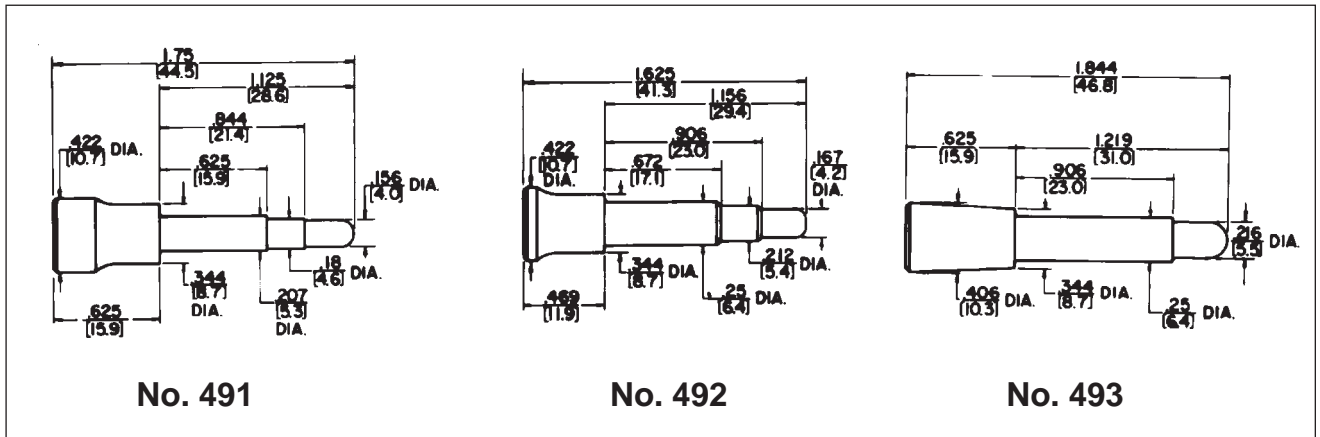 1.75
[44.5]
1.125
[28.6]
.844
[21.4]
.422
[10.7] DIA.
.625
[15.9]
.156
[4.0] DIA.
.344
[8.7]
DIA.
.18
[4.6] DIA.
.207
[5.3]
DIA.
.625
[15.9]
No. 491
1.625
[41.3]
1.156
[29.4]
.906
[23.0]
.422
[10.7]
DIA.
.672
[17.1]
.167
[4.2]
DIA.
.212
[5.4] DIA.
.344
[8.7] DIA.
.25
[6.4] DIA.
.469
[11.9]
No. 492
1.844
[46.8]
.625
[15.9]
1.219
[31.0]
.906
[23.0]
.216
[5.5] DIA.
.406
[10.3] DIA.
.344
[8.7] DIA.
.25
[6.4] DIA.
No. 493